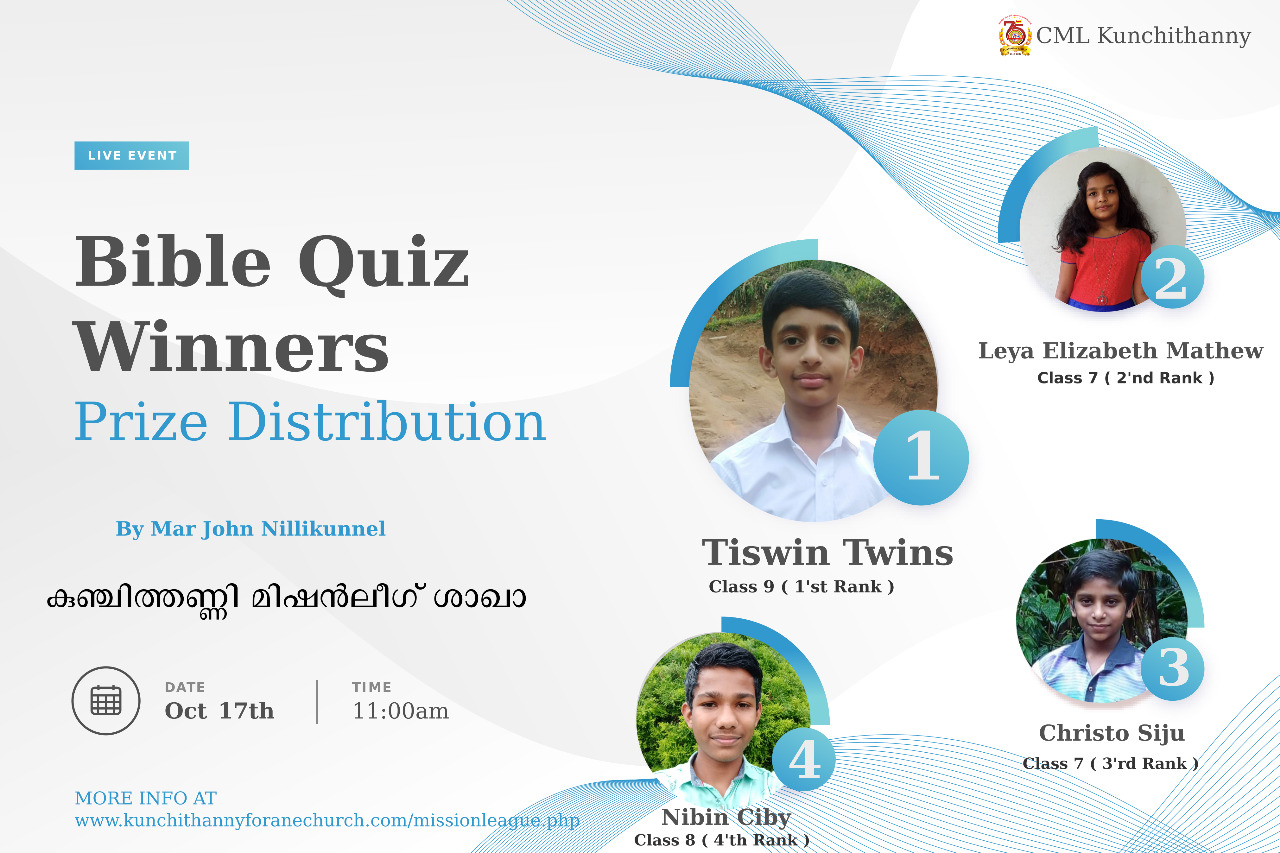 CML Kunchithanny
LIVE EVENT
Bible Quiz
Winners
Prize Distribution
By Mar John Nillikunnel
കുഞ്ചിത്തണ്ണി മിഷൻലീഗ് ശാഖാ
DATE
Oct 17th
TIME
11:00am
MORE INFO AT
www.kunchithannyforanechurch.com/missionleague.php
1
Tiswin Twins
Class 9 ( 1'st Rank )
2
Leya Elizabeth Mathew
Class 7 ( 2'nd Rank )
3
Christo Siju
Class 7 ( 3'rd Rank )
4
Nibin Ciby
Class 8 ( 4'th Rank )